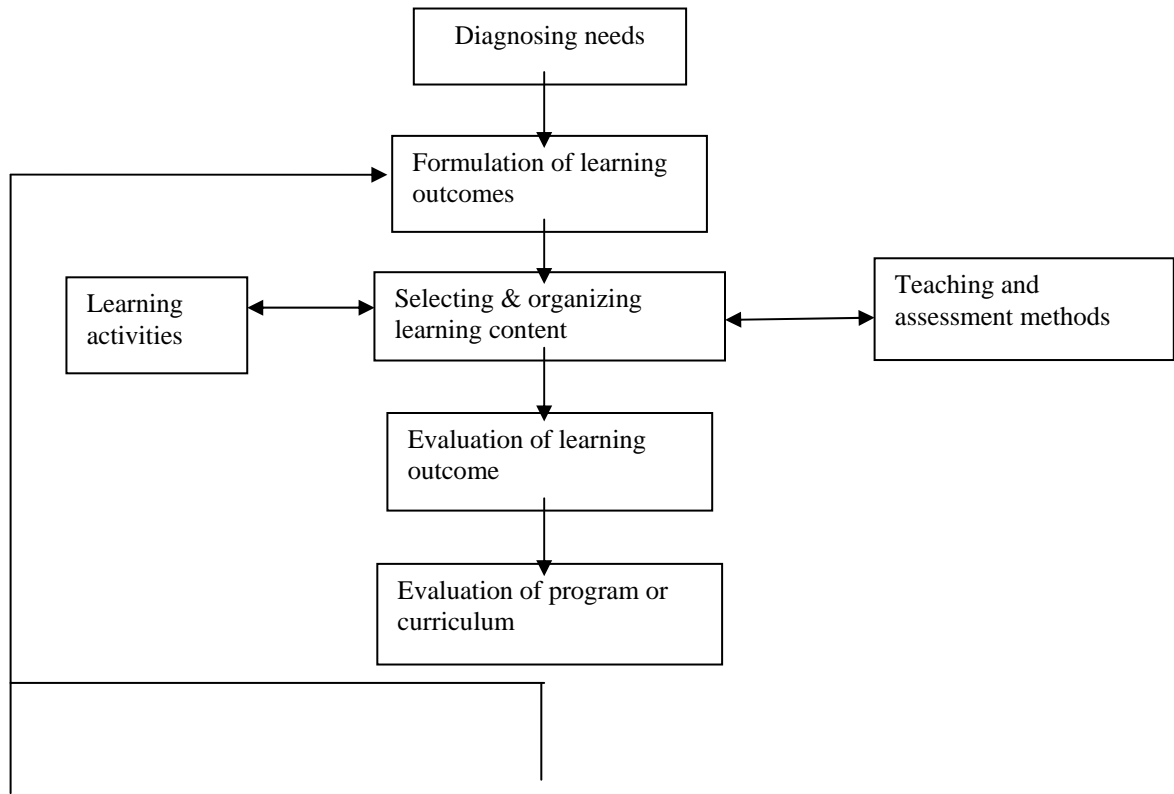 Diagnosing needs
Formulation of learning
outcomes
Learning
activities
Selecting & organizing
learning content
Teaching and
assessment methods
Evaluation of learning
outcome
Evaluation of program or
curriculum